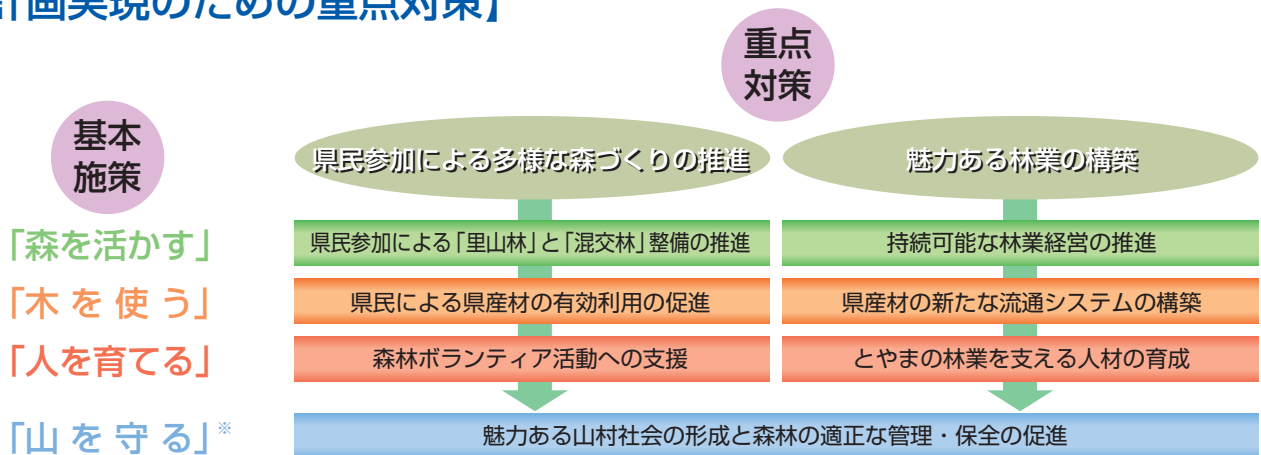 計画実現のための重点対策】
重点
対策
基本
施策
県民参加による多様な森づくりの推進
魅力ある林業の構築
「森を活かす」
県民参加による「里山林」と「混交林」整備の推進
持続可能な林業経営の推進
「木を使う」
県民による県産材の有効利用の促進
県産材の新たな流通システムの構築
「人を育てる」
森林ボランティア活動への支援
とやまの林業を支える人材の育成
「山を守る」※
魅力ある山村社会の形成と森林の適正な管理・保全の促進